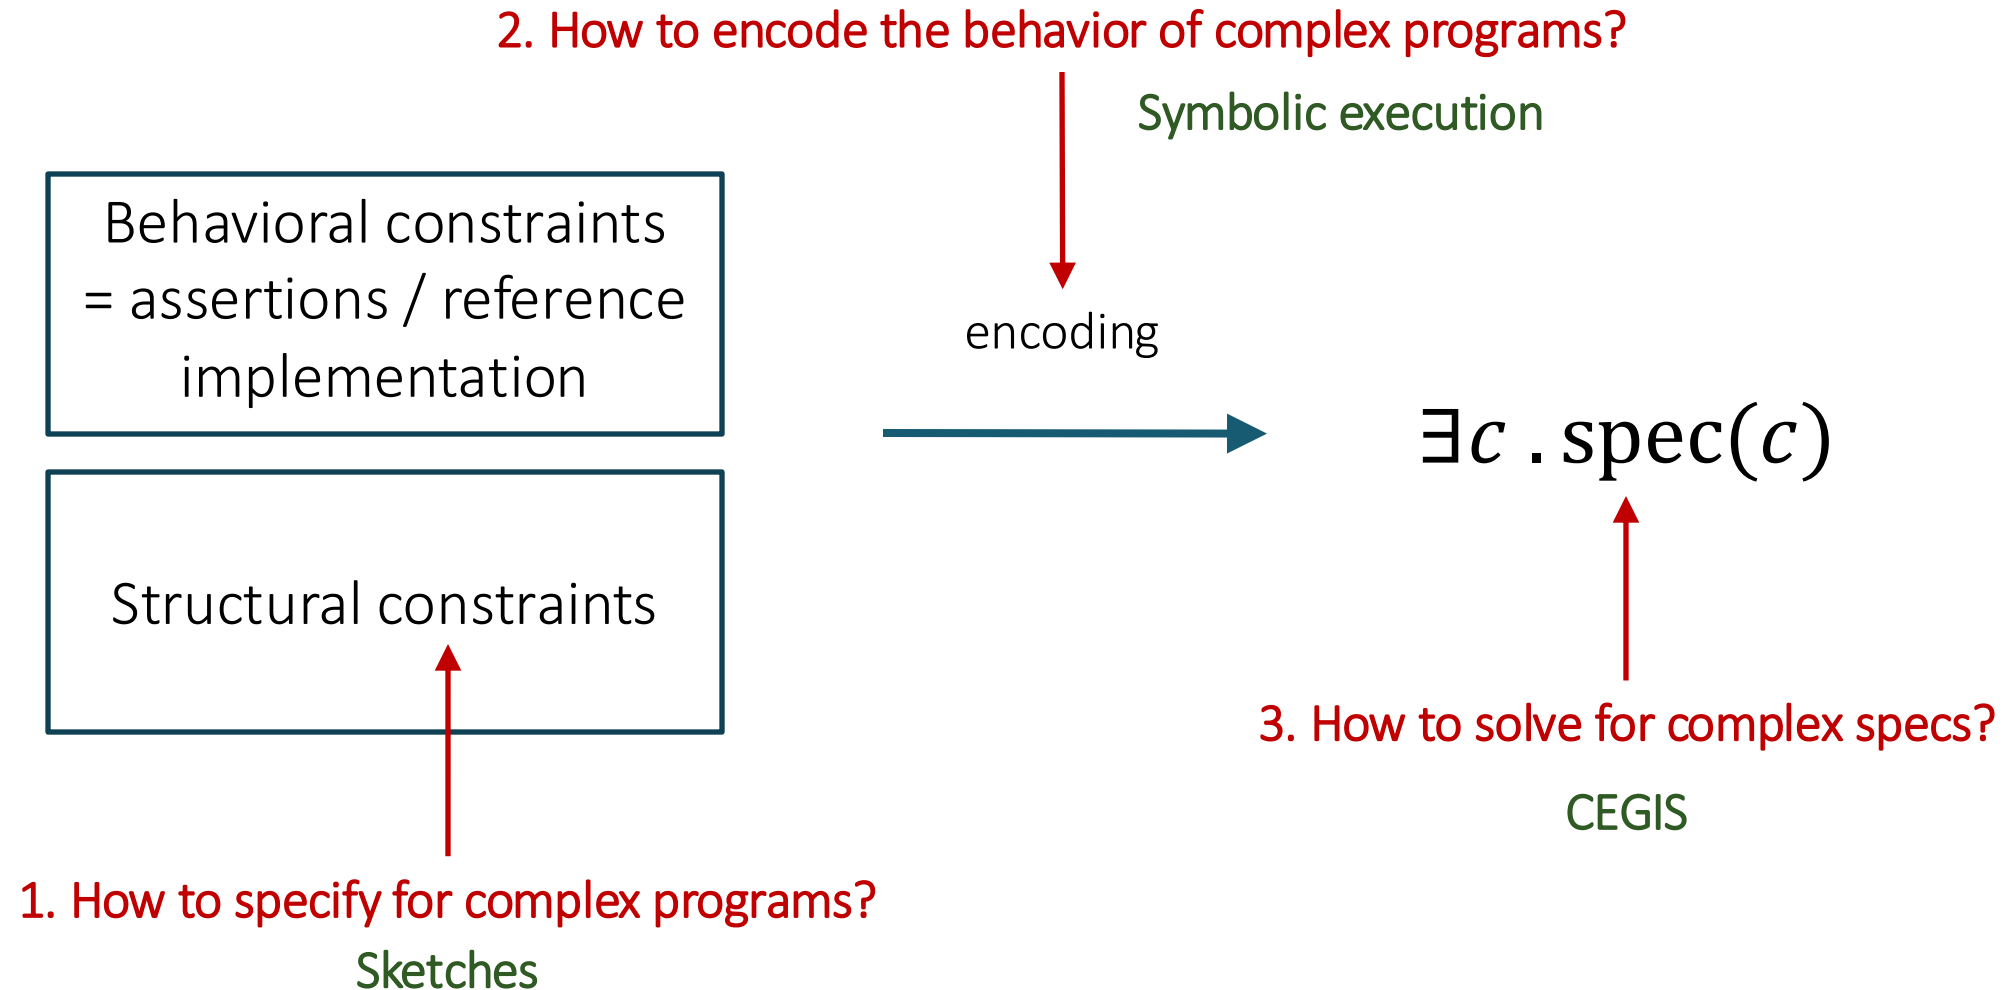 2. How to encode the behavior of complex programs?
Symbolic execution
Behavioral constraints
= assertions / reference
implementation
encoding
∃c . spec(c)
Structural constraints
3. How to solve for complex specs?
CEGIS
1. How to specify for complex programs?
Sketches